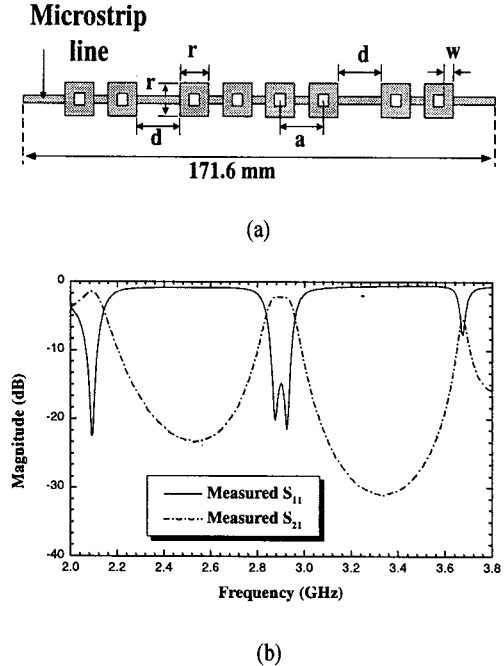 Microstrip
line
r
d
w
r
d
a
171.6 mm
(a)
0
-10
-20
-30
-40
Magnitude (dB)
Measured S11
Measured S21
2.0
2.2
2.4
2.6
2.8
3.0
3.2
3.4
3.6
3.8
Frequency (GHz)
(b)